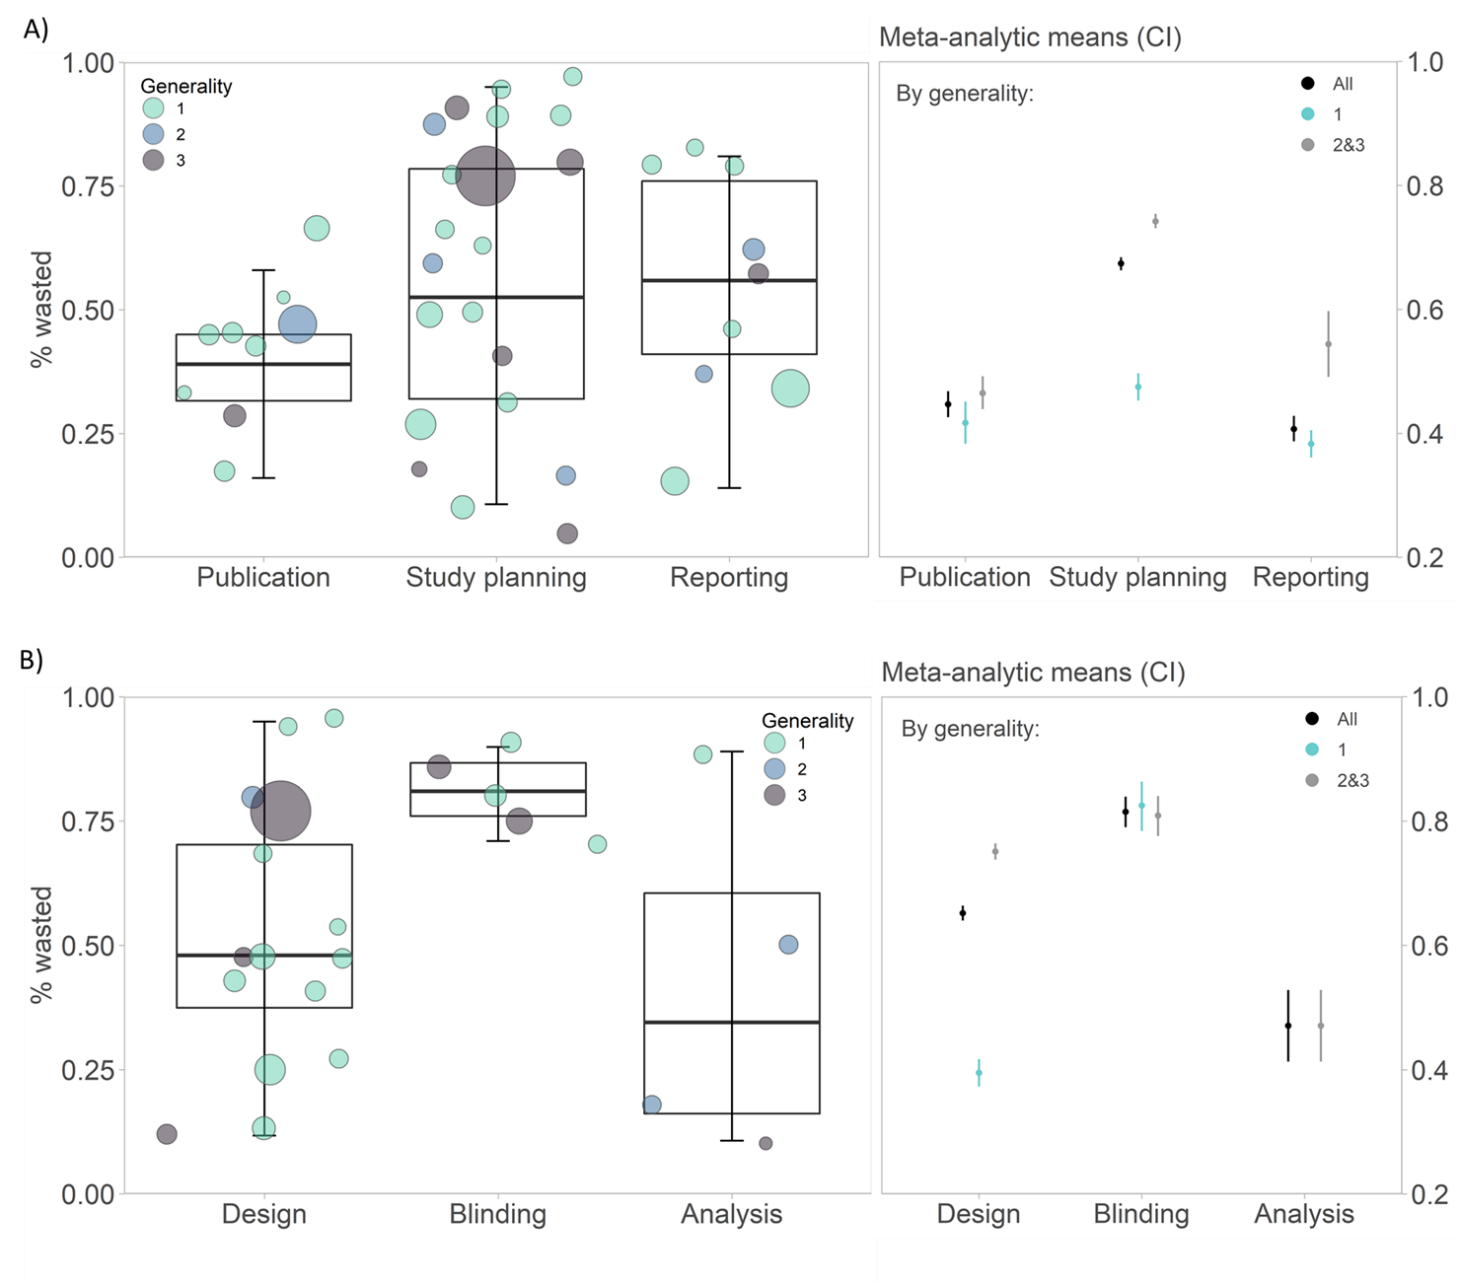 A)
Meta-analytic means (CI)
1.00
0.75
0.50
0.25
0.00
% wasted
Generality
1
2
3
Publication
Study planning
Reporting
By generality:
All
1
2&3
1.0
0.8
0.6
0.4
0.2
Publication
Study planning
Reporting
B)
Meta-analytic means (CI)
1.00
0.75
0.50
0.25
0.00
% wasted
Generality
1
2
3
Design
Blinding
Analysis
By generality:
All
1
2&3
1.0
0.8
0.6
0.4
0.2
Design
Blinding
Analysis